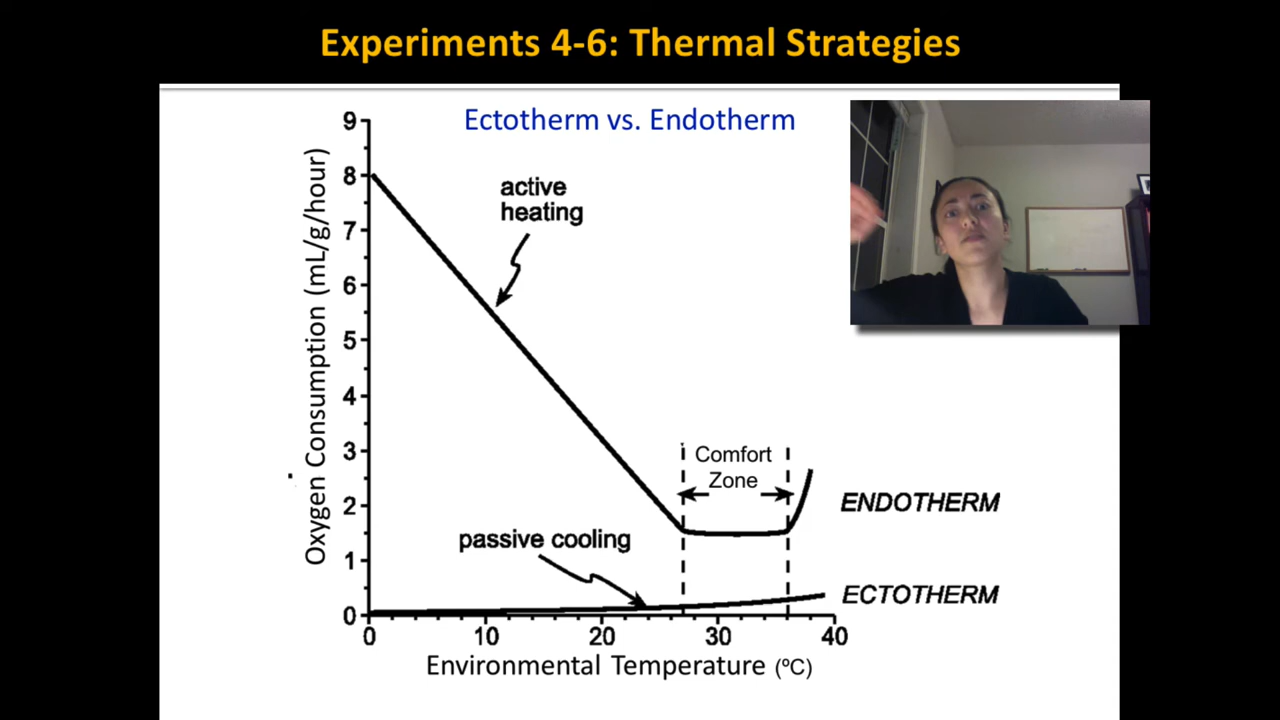 Experiments 4-6: Thermal Strategies
Ectotherm vs. Endotherm
Oxygen Consumption (mL/g/hour)
9
8
7
6
5
4
3
2
1
0
active
heating
Comfort
Zone
passive cooling
ENDOTHERM
ECTOTHERM
0 10 20 30 40
Environmental Temperature (ºC)